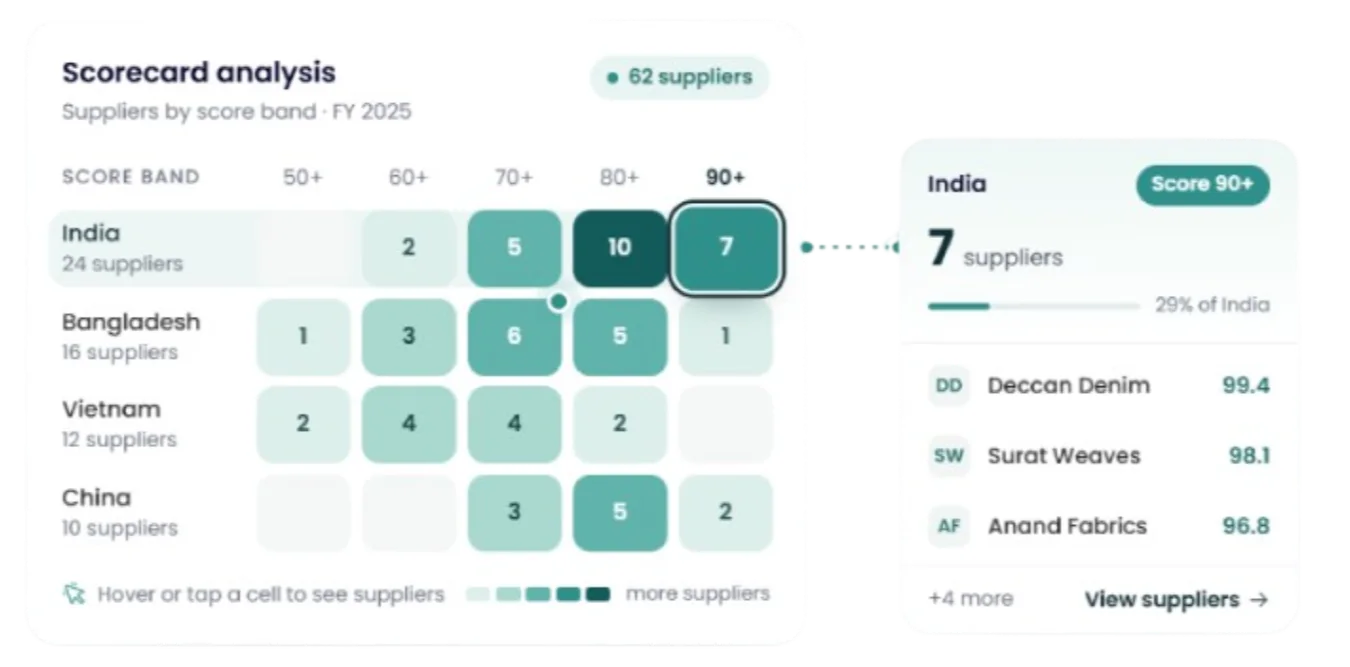 Scorecard analysis
62 suppliers
Suppliers by score band · FY 2025
SCORE BAND 50+ 60+ 70+ 80+ 90+
India
24 suppliers
2 5 10 7
Bangladesh
16 suppliers
1 3 6 5 1
Vietnam
12 suppliers
2 4 4 2
China
10 suppliers
3 5 2
Hover or tap a cell to see suppliers
more suppliers
India
Score 90+
7 suppliers
29% of India
DD Deccan Denim 99.4
SW Surat Weaves 98.1
AF Anand Fabrics 96.8
+4 more
View suppliers →